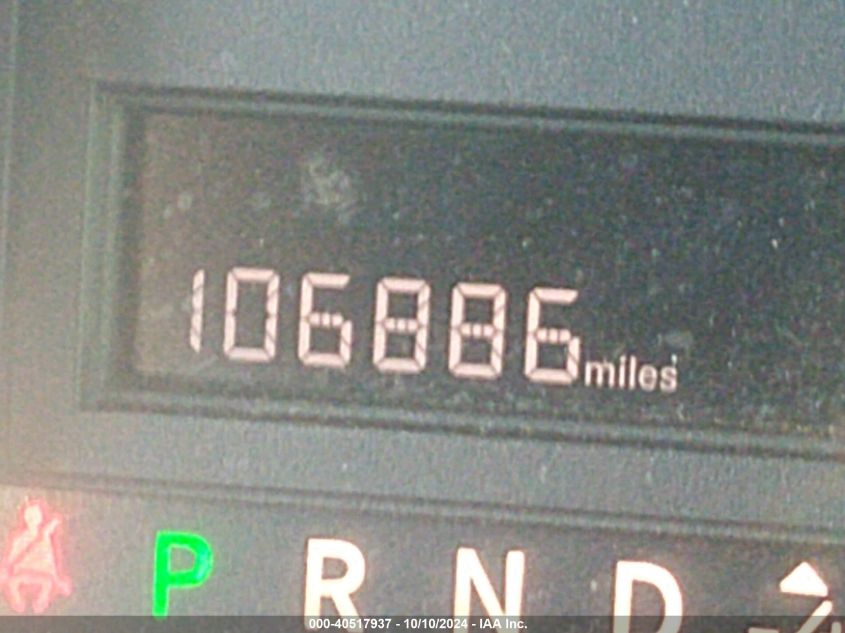 106886 miles
P R N D
000-40517937 - 10/10/2024 - IAA Inc.